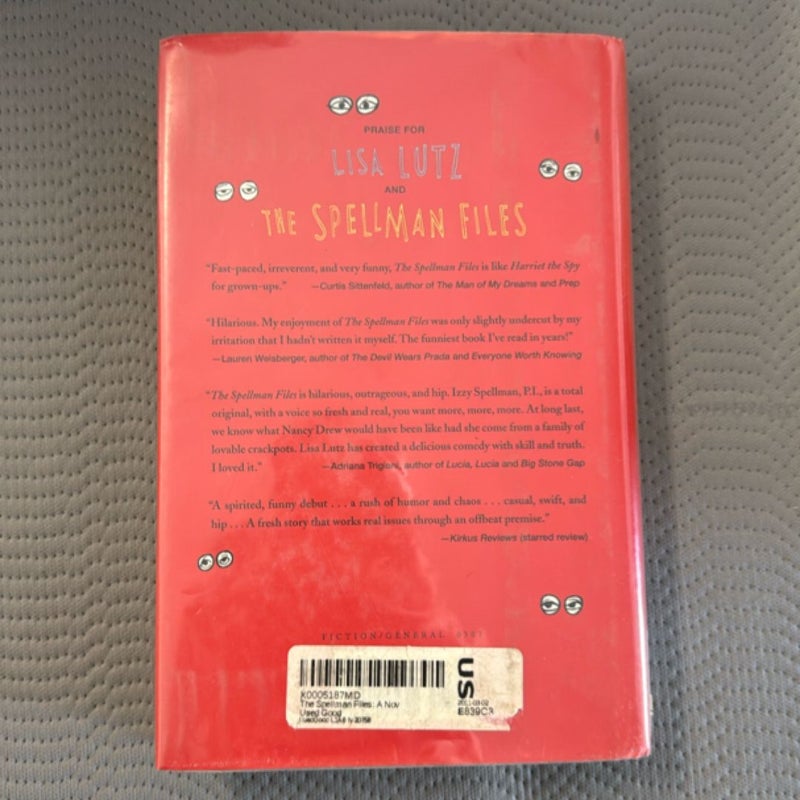 PRAISE FOR
LISA LUTZ
AND
THE SPELLMAN FILES
“Fast-paced, irreverent, and very funny, The Spellman Files is like Harriet the Spy
for grown-ups.” —Curtis Sittenfeld, author of The Man of My Dreams and Prep
“Hilarious. My enjoyment of The Spellman Files was only slightly undercut by my
irritation that I hadn’t written it myself. The funniest book I’ve read in years!”
—Lauren Weisberger, author of The Devil Wears Prada and Everyone Worth Knowing
“The Spellman Files is hilarious, outrageous, and hip. Izzy Spellman, P.I., is a total
original, with a voice so fresh and real, you want more, more, more. At long last,
we know what Nancy Drew would have been like had she come from a family of
lovable crackpots. Lisa Lutz has created a delicious comedy with skill and truth.
I loved it.” —Adriana Trigiani, author of Lucia, Lucia and Big Stone Gap
“A spirited, funny debut . . . a rush of humor and chaos . . . casual, swift, and
hip . . . A fresh story that works real issues through an offbeat premise.”
—Kirkus Reviews (starred review)
FICTION/GENERAL 0307
X0005187MD
The Spellman Files: A Nov
Used Good
US
E839CR